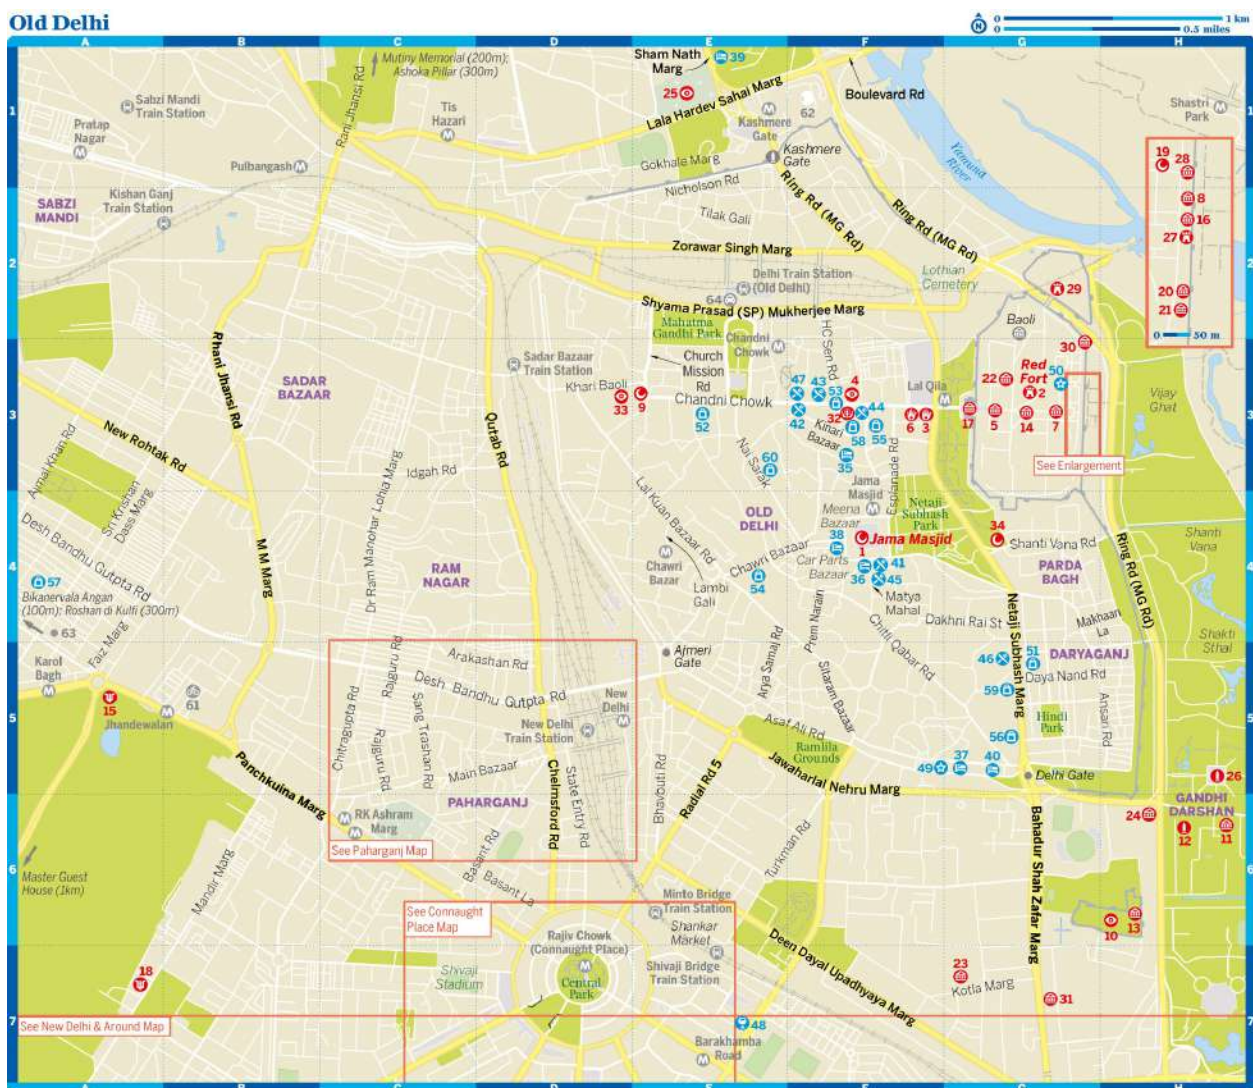 Old Delhi
N
0 1 km
0 0.5 miles
A B C D E F G H
1
Mutiny Memorial (200m);
Ashoka Pillar (300m)
Sham Nath
Marg
39
25
Boulevard Rd
Lala Hardev Sahai Marg
Rani Jhansi Rd
Sabzi Mandi
Train Station
Tis
Hazari
Kashmere
Gate
62
Shastri
Park
Pratap
Nagar
Pulbangash
Gokhale Marg
Kashmere
Gate
Yamuna
River
19
28
8
16
27
20
21
0 50 m
Kishan Ganj
Train Station
Nicholson Rd
Ring Rd (MG Rd)
Ring Rd (MG Rd)
SABZI
MANDI
Tilak Gali
2
Zorawar Singh Marg
Lothian
Cemetery
Delhi Train Station
(Old Delhi)
64
29
Shyama Prasad (SP) Mukherjee Marg
Mahatma
Gandhi Park
HC Sen Rd
Baoli
30
Chandni
Chowk
Rhani Jhansi Rd
Sadar Bazaar
Train Station
Church
Mission
Rd
Lal Qila
22
Red
Fort
2
50
SADAR
BAZAAR
Khari Baoli
33
9
Chandni Chowk
52
47
43
53
4
44
42
32
58
55
6
3
17
5
14
7
Vijay
Ghat
3
New Rohtak Rd
Qutab Rd
Kinari
Bazaar
35
Nai Sarak
60
Esplanade Rd
See Enlargement
Ajmal Khan Rd
Idgah Rd
Sri Krishan
Dass Marg
Dr Ram Manohar Lohia Marg
Lal Kuan Bazaar Rd
Jama
Masjid
Meena
Bazaar
Netaji
Subhash
Park
OLD
DELHI
38
Jama Masjid
1
34
Shanti Vana Rd
Shanti
Vana
Desh Bandhu Gutpta Rd
M M Marg
RAM
NAGAR
Chawri
Bazar
Chawri Bazaar
54
Car Parts
Bazaar
36
41
45
PARDA
BAGH
Ring Rd (MG Rd)
4
57
Bikanervala Angan
(100m); Roshan di Kulfi (300m)
63
Lambi
Gali
Matya
Mahal
Prem Narain
Dakhni Rai St
Makhaan
La
Faiz Marg
Chitli Qabar Rd
Netaji Subhash Marg
Shakti
Sthal
Karol
Bagh
Arakashan Rd
Ajmeri
Gate
Arya Samaj Rd
Sitaram Bazaar
46
51
DARYAGANJ
Daya Nand Rd
Rajguru Rd
Desh Bandhu Gutpta Rd
New
Delhi
15
61
Jhandewalan
Chitragupta Rd
Sang Trashan Rd
New Delhi
Train Station
59
Ansari Rd
5
Asaf Ali Rd
Ramlila
Grounds
Hindi
Park
56
Rajguru Rd
Main Bazaar
49
37
40
Delhi Gate
26
Panchkuina Marg
Chelmsford Rd
State Entry Rd
Bhavbuti Rd
Radial Rd 5
Jawaharlal Nehru Marg
PAHARGANJ
GANDHI
DARSHAN
RK Ashram
Marg
24
12
11
See Paharganj Map
Basant Rd
Turkman Rd
Bahadur Shah Zafar Marg
6
Master Guest
House (1km)
Mandir Marg
Basant La
Minto Bridge
Train Station
See Connaught
Place Map
Shankar
Market
10
13
Rajiv Chowk
(Connaught Place)
Shivaji Bridge
Train Station
Deen Dayal Upadhyaya Marg
18
Shivaji
Stadium
Central
Park
23
Kotla Marg
31
7
See New Delhi & Around Map
48
Barakhamba
Road